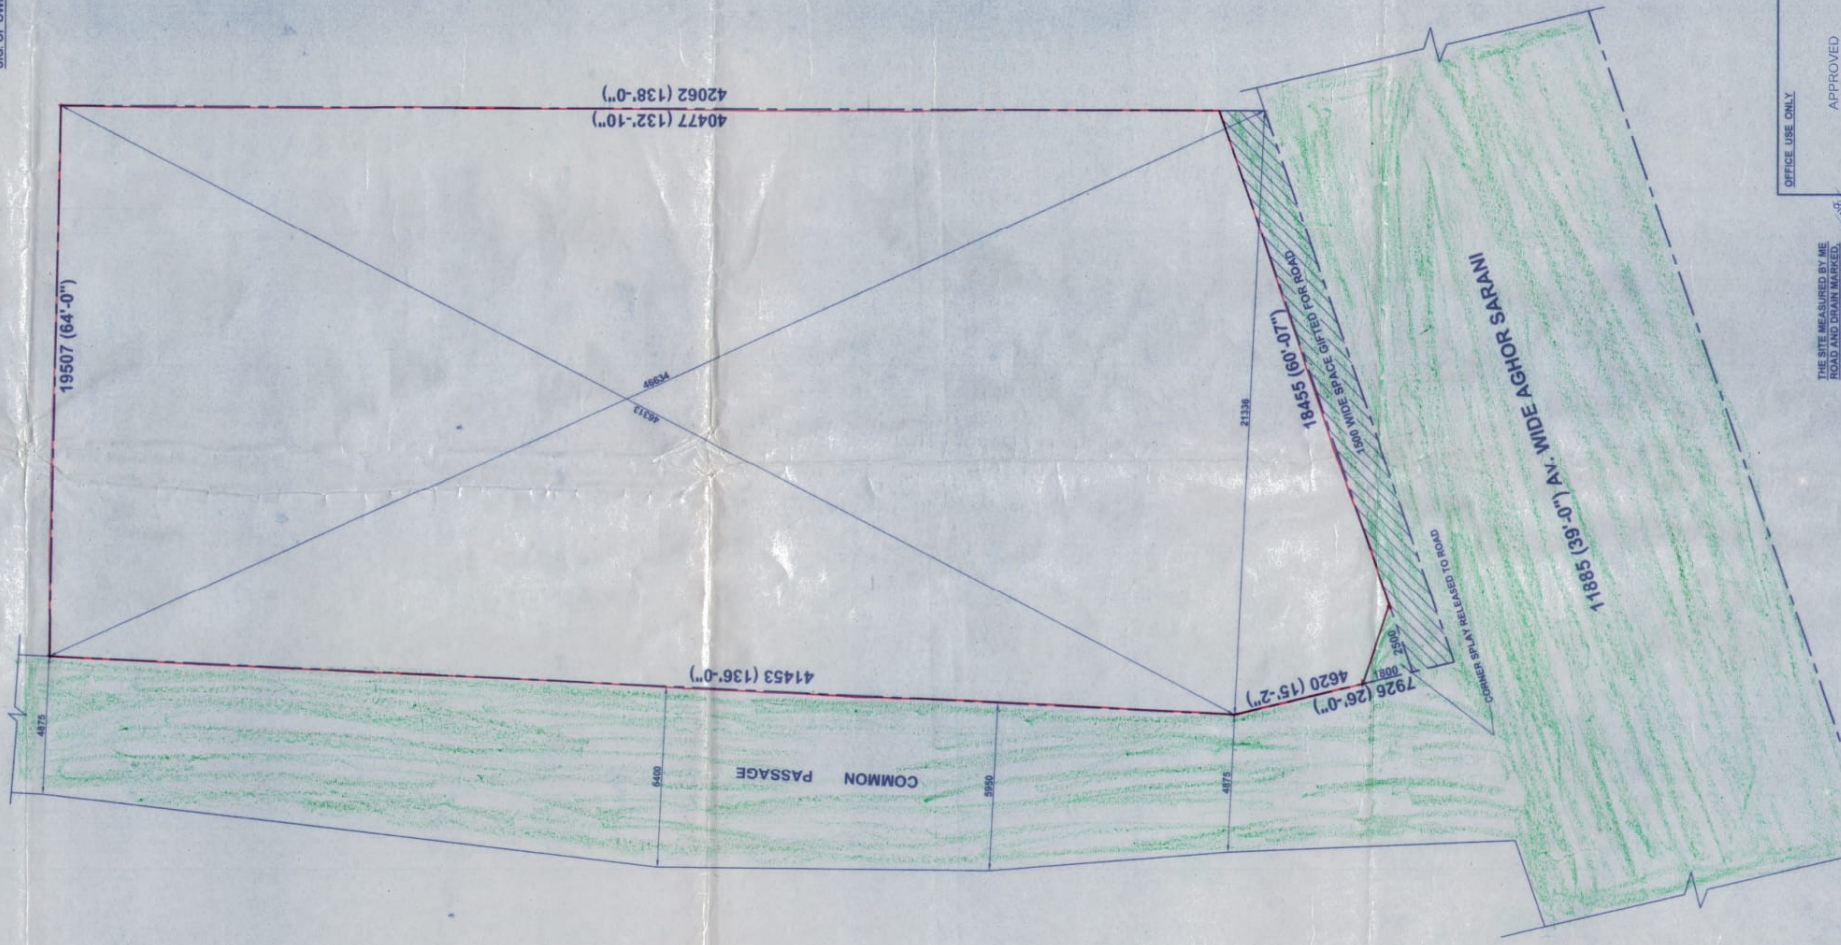 42062 (138'-0")
40477 (132'-10")
19507 (64'-0")
46634
46313
21336
18455 (60'-07")
1500 WIDE SPACE GIFTED FOR ROAD
11885 (39'-0") AV. WIDE AGHOR SARANI
CORNER SPLAY RELEASED TO ROAD
2500
1800
4620 (15'-2")
7926 (26'-0")
41453 (136'-0")
4875
COMMON PASSAGE
5950
4875
OFFICE USE ONLY
APPROVED
THE SITE MEASURED BY ME
ROAD AND DRAIN MARKED.